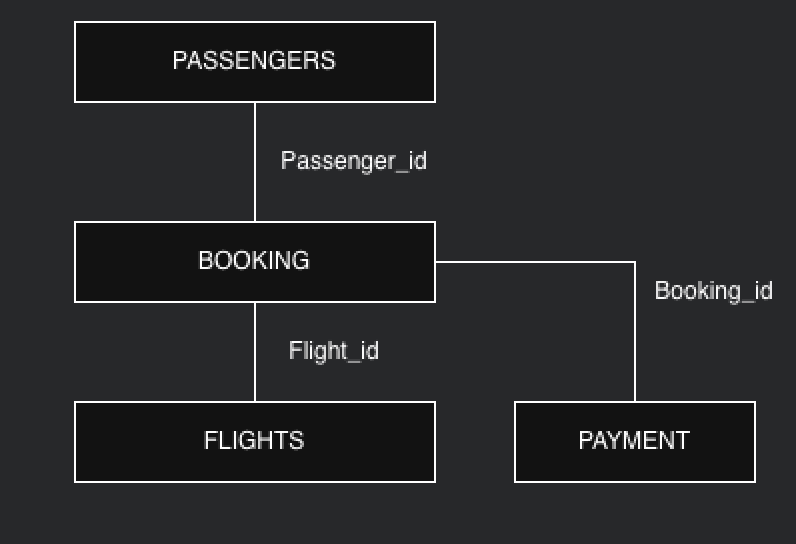 PASSENGERS
Passenger_id
BOOKING
Booking_id
Flight_id
FLIGHTS
PAYMENT